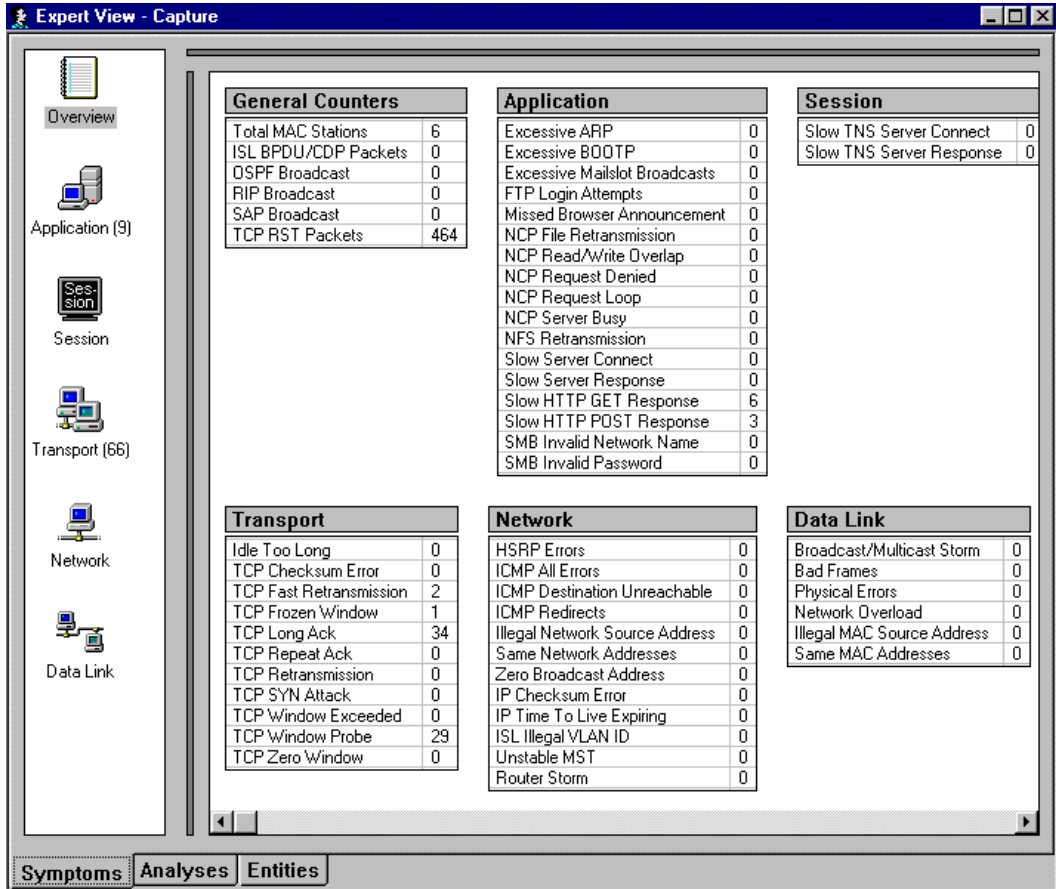 Expert View - Capture
Overview
Application (9)
Ses-
sion
Session
Transport (66)
Network
Data Link
General Counters
Total MAC Stations 6
ISL BPDU/CDP Packets 0
OSPF Broadcast 0
RIP Broadcast 0
SAP Broadcast 0
TCP RST Packets 464
Application
Excessive ARP 0
Excessive BOOTP 0
Excessive Mailslot Broadcasts 0
FTP Login Attempts 0
Missed Browser Announcement 0
NCP File Retransmission 0
NCP Read/Write Overlap 0
NCP Request Denied 0
NCP Request Loop 0
NCP Server Busy 0
NFS Retransmission 0
Slow Server Connect 0
Slow Server Response 0
Slow HTTP GET Response 6
Slow HTTP POST Response 3
SMB Invalid Network Name 0
SMB Invalid Password 0
Session
Slow TNS Server Connect 0
Slow TNS Server Response 0
Transport
Idle Too Long 0
TCP Checksum Error 0
TCP Fast Retransmission 2
TCP Frozen Window 1
TCP Long Ack 34
TCP Repeat Ack 0
TCP Retransmission 0
TCP SYN Attack 0
TCP Window Exceeded 0
TCP Window Probe 29
TCP Zero Window 0
Network
HSRP Errors 0
ICMP All Errors 0
ICMP Destination Unreachable 0
ICMP Redirects 0
Illegal Network Source Address 0
Same Network Addresses 0
Zero Broadcast Address 0
IP Checksum Error 0
IP Time To Live Expiring 0
ISL Illegal VLAN ID 0
Unstable MST 0
Router Storm 0
Data Link
Broadcast/Multicast Storm 0
Bad Frames 0
Physical Errors 0
Network Overload 0
Illegal MAC Source Address 0
Same MAC Addresses 0
Symptoms Analyses Entities